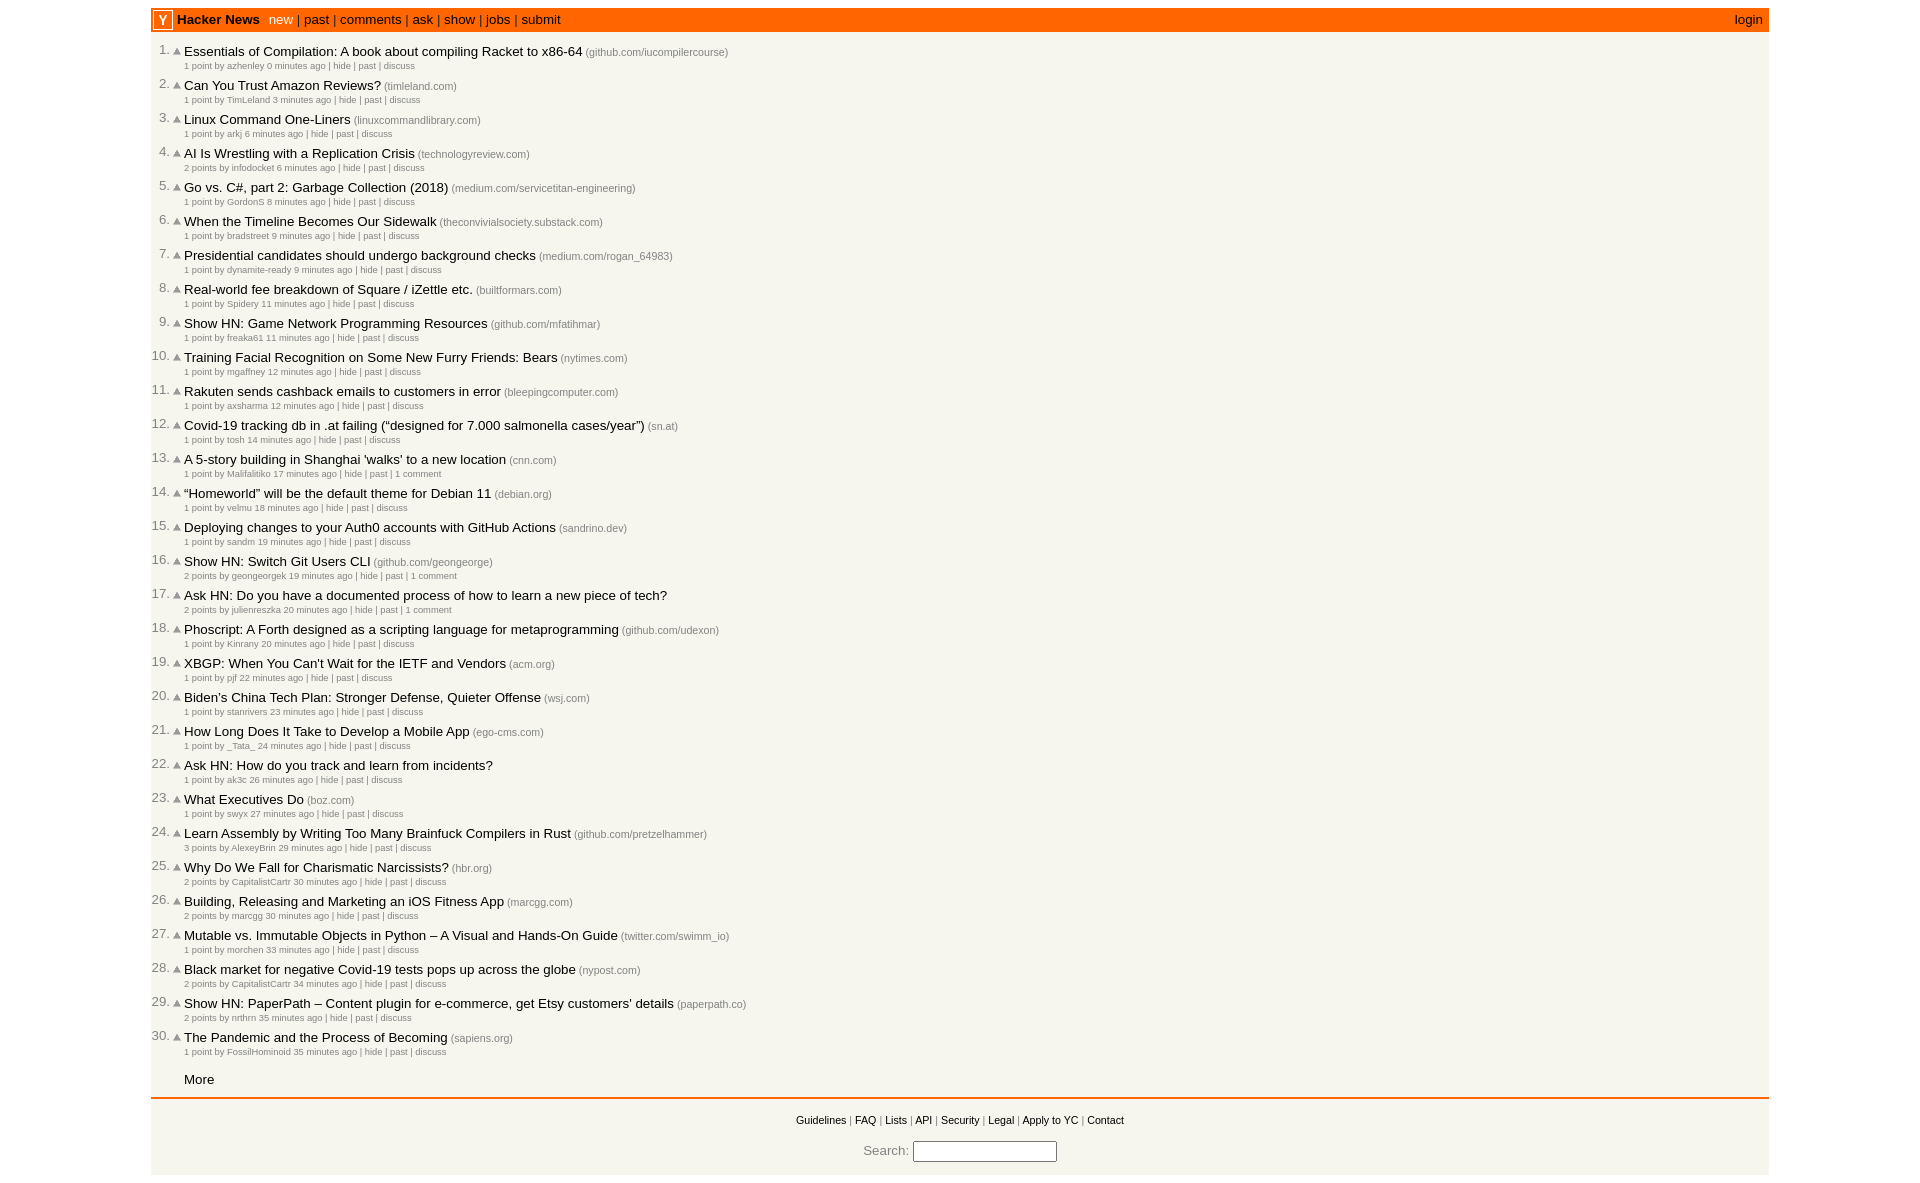 Y Hacker News new | past | comments | ask | show | jobs | submit login
1. Essentials of Compilation: A book about compiling Racket to x86-64 (github.com/iucompilercourse)
1 point by azhenley 0 minutes ago | hide | past | discuss
2. Can You Trust Amazon Reviews? (timleland.com)
1 point by TimLeland 3 minutes ago | hide | past | discuss
3. Linux Command One-Liners (linuxcommandlibrary.com)
1 point by arkj 6 minutes ago | hide | past | discuss
4. AI Is Wrestling with a Replication Crisis (technologyreview.com)
2 points by infodocket 6 minutes ago | hide | past | discuss
5. Go vs. C#, part 2: Garbage Collection (2018) (medium.com/servicetitan-engineering)
1 point by GordonS 8 minutes ago | hide | past | discuss
6. When the Timeline Becomes Our Sidewalk (theconvivialsociety.substack.com)
1 point by bradstreet 9 minutes ago | hide | past | discuss
7. Presidential candidates should undergo background checks (medium.com/rogan_64983)
1 point by dynamite-ready 9 minutes ago | hide | past | discuss
8. Real-world fee breakdown of Square / iZettle etc. (builtformars.com)
1 point by Spidery 11 minutes ago | hide | past | discuss
9. Show HN: Game Network Programming Resources (github.com/mfatihmar)
1 point by freaka61 11 minutes ago | hide | past | discuss
10. Training Facial Recognition on Some New Furry Friends: Bears (nytimes.com)
1 point by mgaffney 12 minutes ago | hide | past | discuss
11. Rakuten sends cashback emails to customers in error (bleepingcomputer.com)
1 point by axsharma 12 minutes ago | hide | past | discuss
12. Covid-19 tracking db in .at failing (“designed for 7.000 salmonella cases/year”) (sn.at)
1 point by tosh 14 minutes ago | hide | past | discuss
13. A 5-story building in Shanghai 'walks' to a new location (cnn.com)
1 point by Malifalitiko 17 minutes ago | hide | past | 1 comment
14. “Homeworld” will be the default theme for Debian 11 (debian.org)
1 point by velmu 18 minutes ago | hide | past | discuss
15. Deploying changes to your Auth0 accounts with GitHub Actions (sandrino.dev)
1 point by sandm 19 minutes ago | hide | past | discuss
16. Show HN: Switch Git Users CLI (github.com/geongeorge)
2 points by geongeorgek 19 minutes ago | hide | past | 1 comment
17. Ask HN: Do you have a documented process of how to learn a new piece of tech?
2 points by julienreszka 20 minutes ago | hide | past | 1 comment
18. Phoscript: A Forth designed as a scripting language for metaprogramming (github.com/udexon)
1 point by Kinrany 20 minutes ago | hide | past | discuss
19. XBGP: When You Can't Wait for the IETF and Vendors (acm.org)
1 point by pjf 22 minutes ago | hide | past | discuss
20. Biden’s China Tech Plan: Stronger Defense, Quieter Offense (wsj.com)
1 point by stanrivers 23 minutes ago | hide | past | discuss
21. How Long Does It Take to Develop a Mobile App (ego-cms.com)
1 point by _Tata_ 24 minutes ago | hide | past | discuss
22. Ask HN: How do you track and learn from incidents?
1 point by ak3c 26 minutes ago | hide | past | discuss
23. What Executives Do (boz.com)
1 point by swyx 27 minutes ago | hide | past | discuss
24. Learn Assembly by Writing Too Many Brainfuck Compilers in Rust (github.com/pretzelhammer)
3 points by AlexeyBrin 29 minutes ago | hide | past | discuss
25. Why Do We Fall for Charismatic Narcissists? (hbr.org)
2 points by CapitalistCartr 30 minutes ago | hide | past | discuss
26. Building, Releasing and Marketing an iOS Fitness App (marcgg.com)
2 points by marcgg 30 minutes ago | hide | past | discuss
27. Mutable vs. Immutable Objects in Python – A Visual and Hands-On Guide (twitter.com/swimm_io)
1 point by morchen 33 minutes ago | hide | past | discuss
28. Black market for negative Covid-19 tests pops up across the globe (nypost.com)
2 points by CapitalistCartr 34 minutes ago | hide | past | discuss
29. Show HN: PaperPath – Content plugin for e-commerce, get Etsy customers' details (paperpath.co)
2 points by nrthrn 35 minutes ago | hide | past | discuss
30. The Pandemic and the Process of Becoming (sapiens.org)
1 point by FossilHominoid 35 minutes ago | hide | past | discuss
More
Guidelines | FAQ | Lists | API | Security | Legal | Apply to YC | Contact
Search: